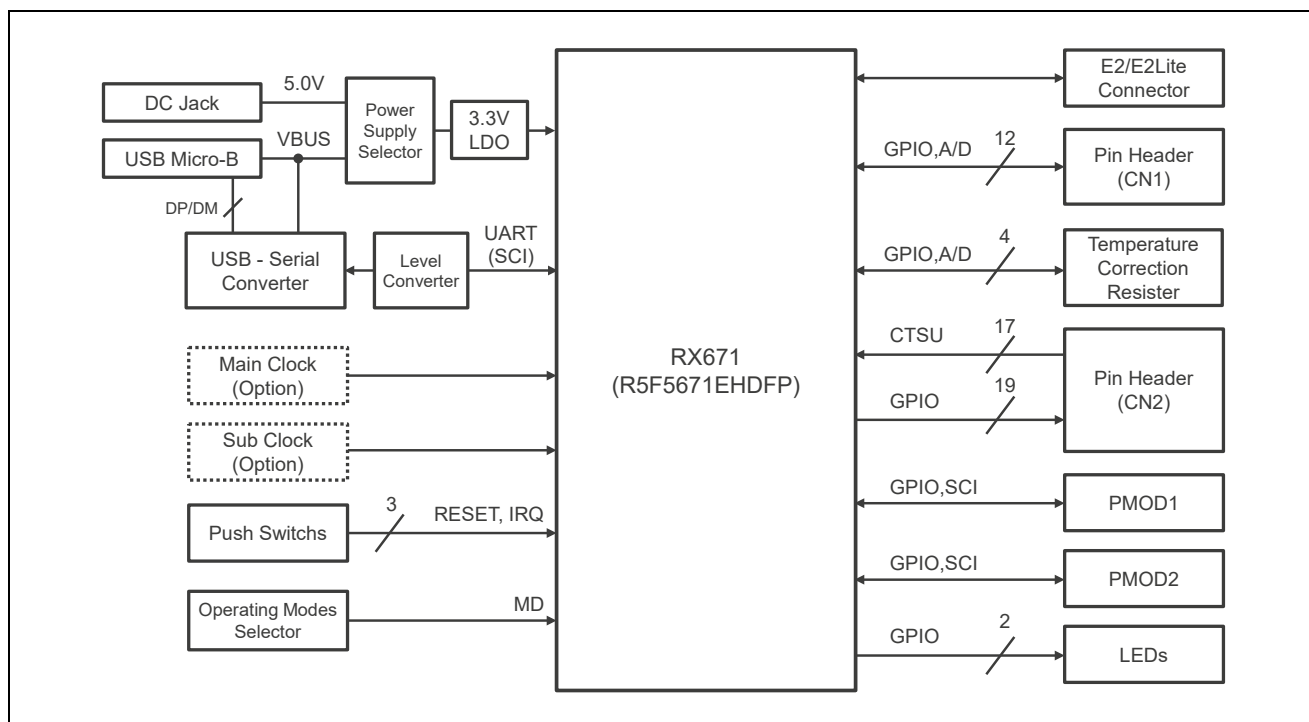 5.0V
DC Jack
Power
Supply
Selector
3.3V
LDO
VBUS
USB Micro-B
DP/DM
USB - Serial
Converter
Level
Converter
UART
(SCI)
Main Clock
(Option)
Sub Clock
(Option)
Push Switchs
3
RESET, IRQ
Operating Modes
Selector
MD
RX671
(R5F5671EHDFP)
E2/E2Lite
Connector
GPIO,A/D
12
Pin Header
(CN1)
GPIO,A/D
4
Temperature
Correction
Resister
CTSU
17
GPIO
19
Pin Header
(CN2)
GPIO,SCI
PMOD1
GPIO,SCI
PMOD2
GPIO
2
LEDs